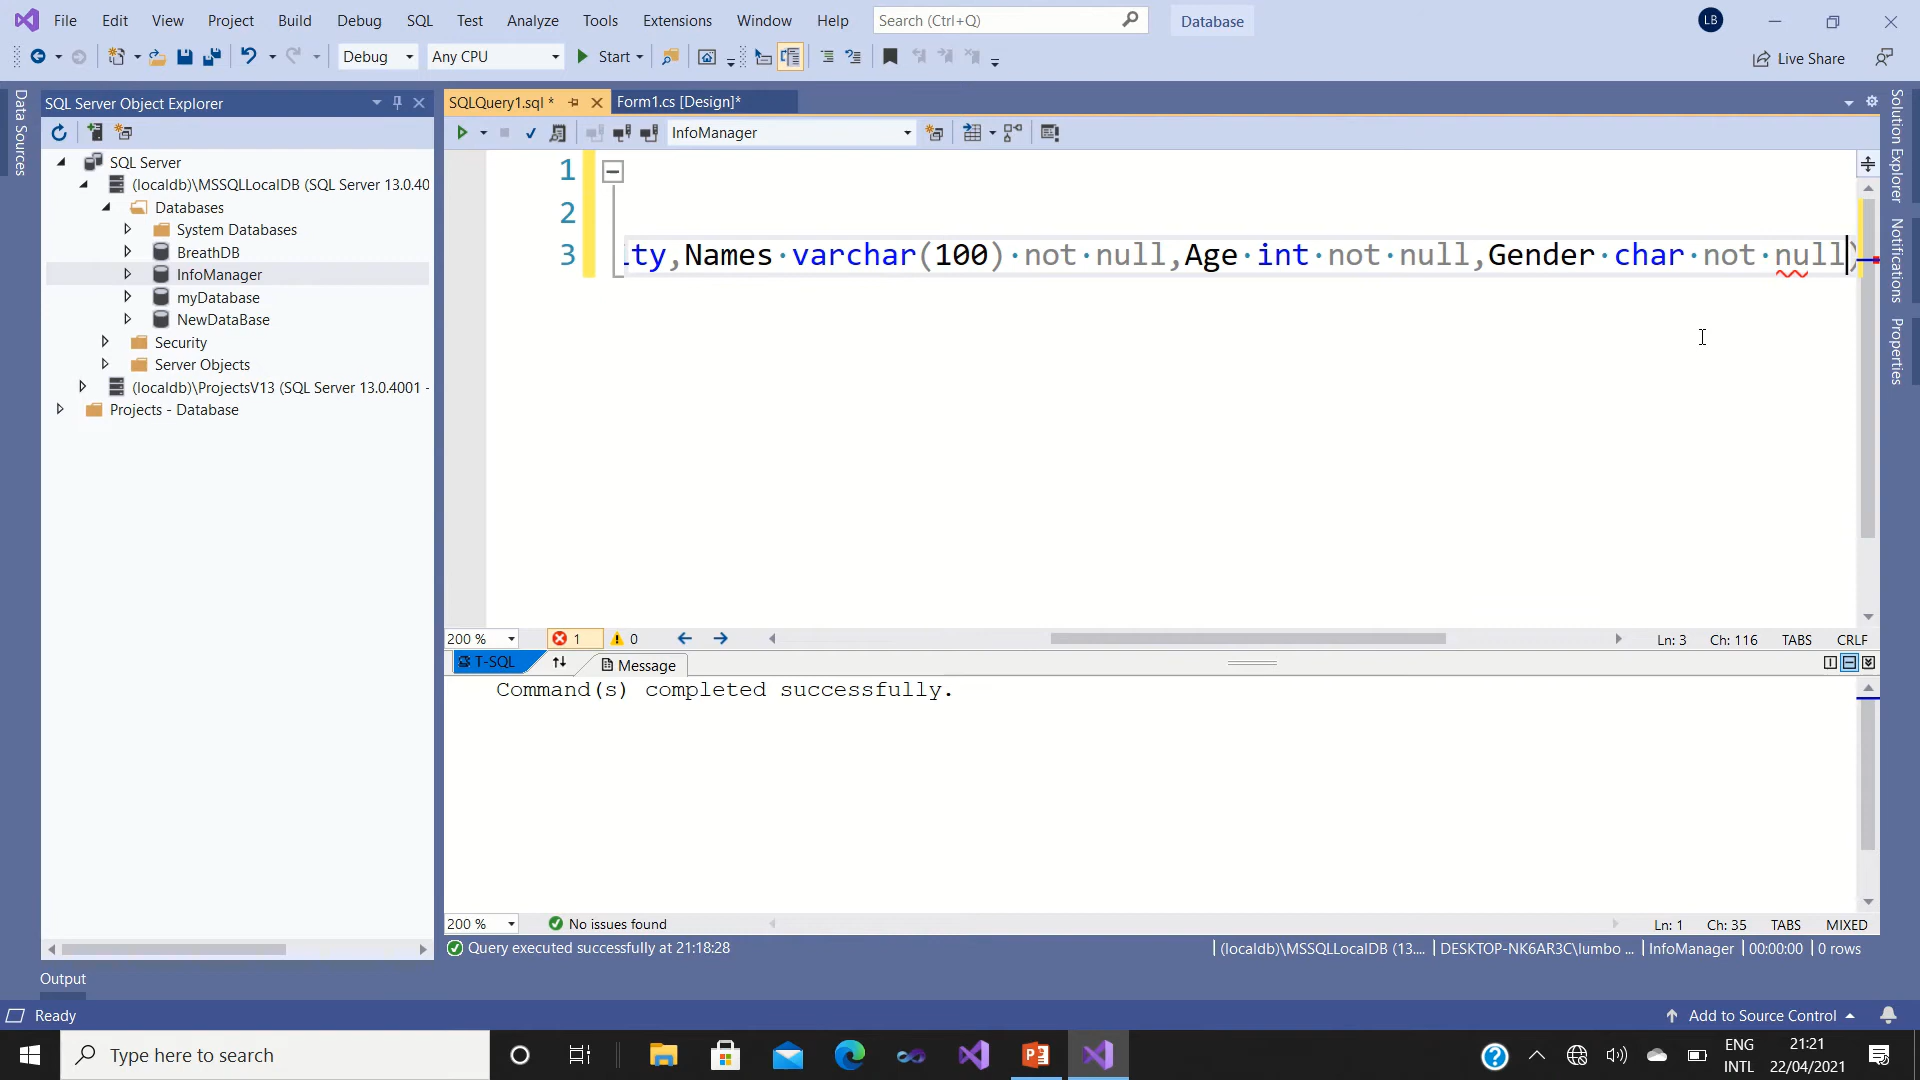 File Edit View Project Build Debug SQL Test Analyze Tools Extensions Window Help Search (Ctrl+Q) Database LB
Debug Any CPU Start Live Share
Data Sources
SQL Server Object Explorer
SQL Server
(localdb)\MSSQLLocalDB (SQL Server 13.0.40
Databases
System Databases
BreathDB
InfoManager
myDatabase
NewDataBase
Security
Server Objects
(localdb)\ProjectsV13 (SQL Server 13.0.4001 -
Projects - Database
SQLQuery1.sql * Form1.cs [Design]*
InfoManager
1
2
3 ity,Names·varchar(100)·not·null,Age·int·not·null,Gender·char·not·null)
200 % 1 0 Ln: 3 Ch: 116 TABS CRLF
T-SQL Message
Command(s) completed successfully.
200 % No issues found Ln: 1 Ch: 35 TABS MIXED
Query executed successfully at 21:18:28 (localdb)\MSSQLLocalDB (13.... DESKTOP-NK6AR3C\lumbo ... InfoManager 00:00:00 0 rows
Solution Explorer
Notifications
Properties
Output
Ready Add to Source Control
Type here to search
ENG
INTL
21:21
22/04/2021